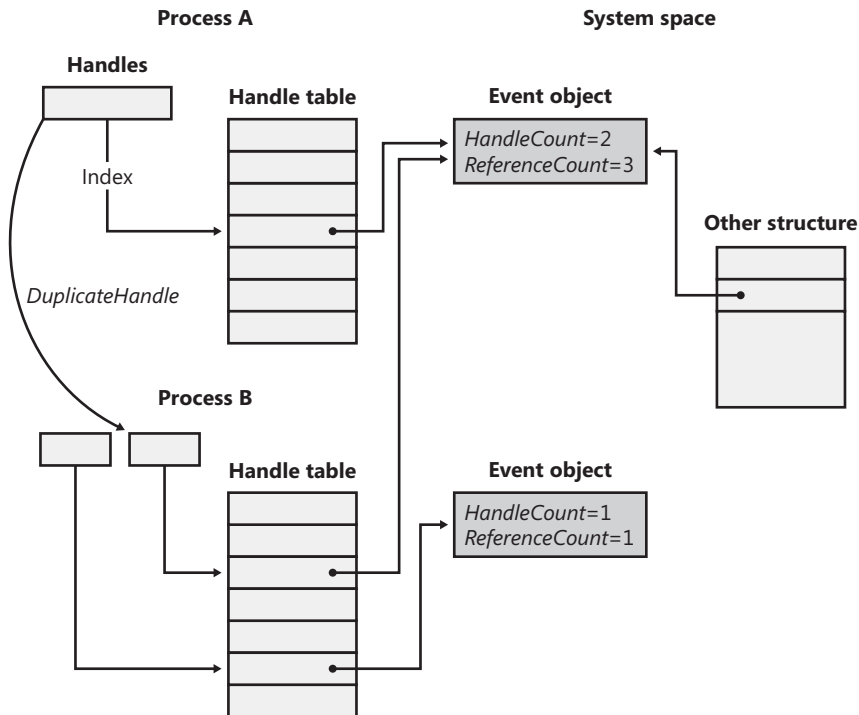 Process A
System space
Handles
Handle table
Event object
HandleCount=2
ReferenceCount=3
Index
Other structure
DuplicateHandle
Process B
Handle table
Event object
HandleCount=1
ReferenceCount=1